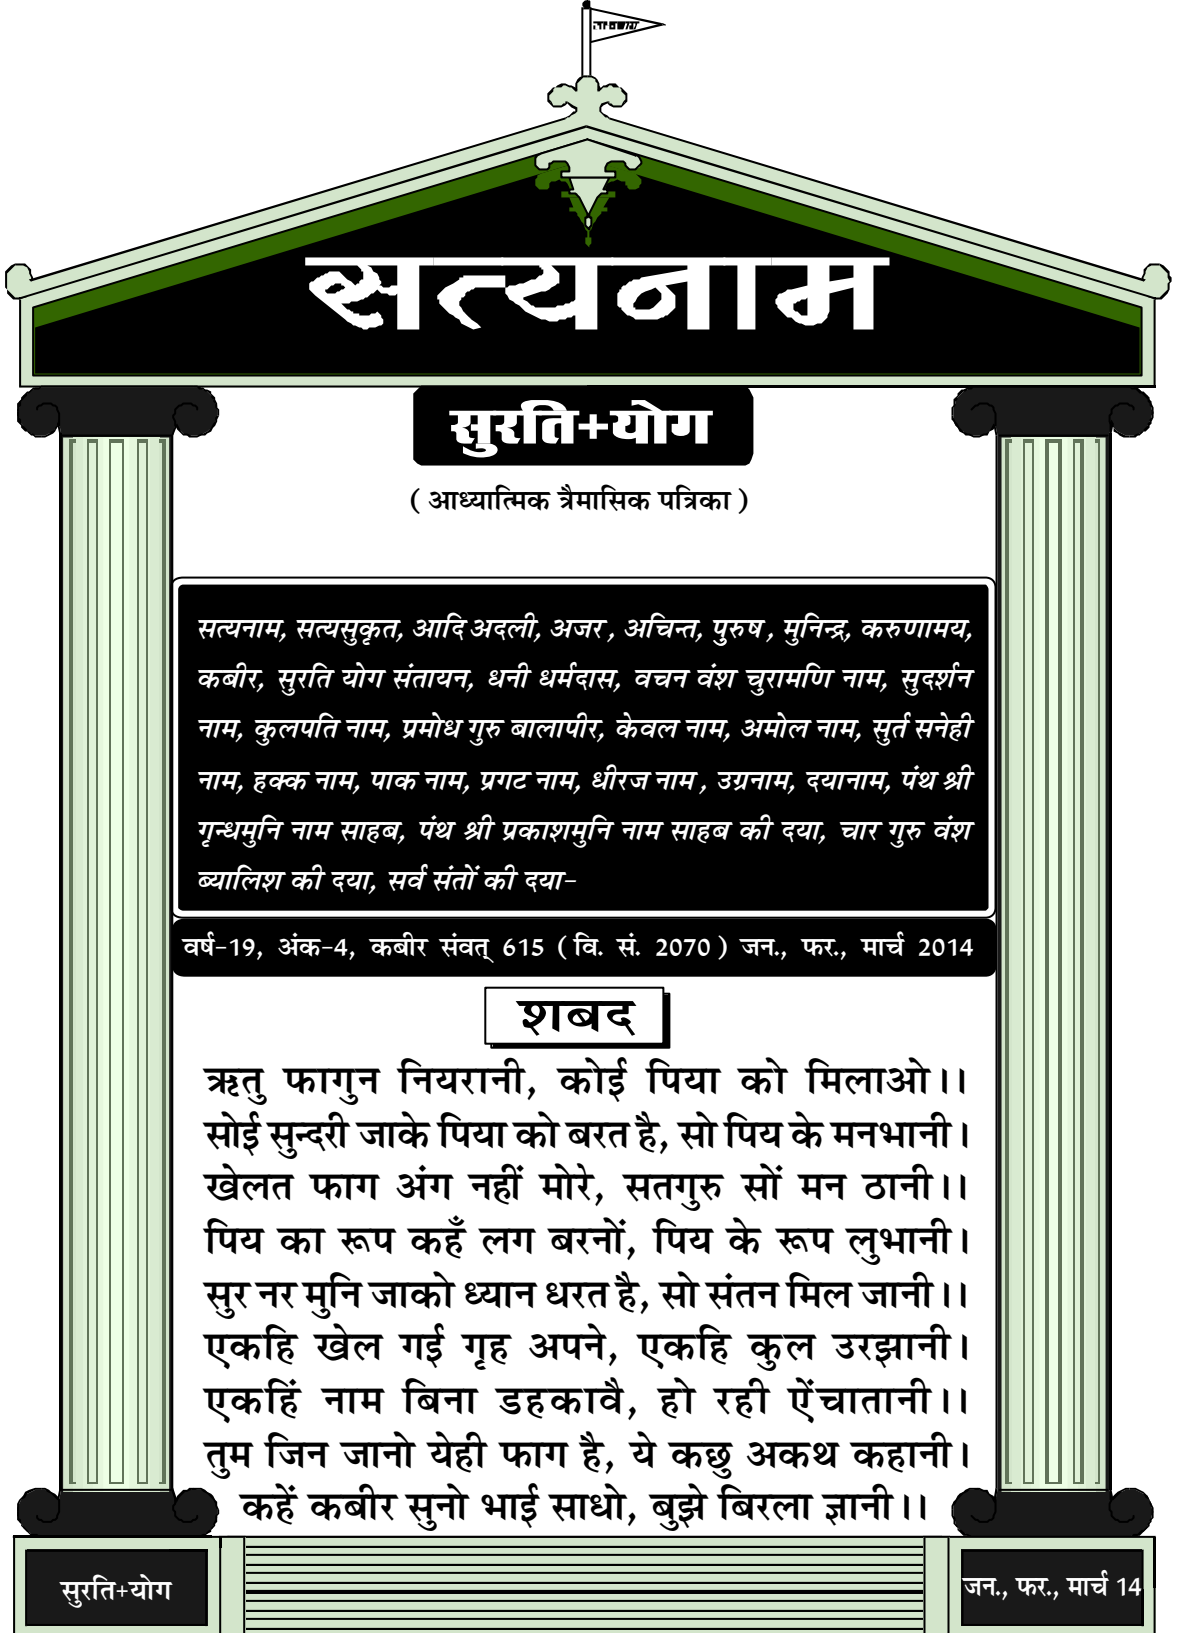 सत्यनाम
सुरति+योग
( आध्यात्मिक त्रैमासिक पत्रिका )
सत्यनाम, सत्यसुकृत, आदि अदली, अजर , अचिन्त, पुरुष , मुनिन्द्र, करुणामय,
कबीर, सुरति योग संतायन, धनी धर्मदास, वचन वंश चुरामणि नाम, सुदर्शन
नाम, कुलपति नाम, प्रमोध गुरु बालापीर, केवल नाम, अमोल नाम, सुर्त सनेही
नाम, हक्क नाम, पाक नाम, प्रगट नाम, धीरज नाम , उग्रनाम, दयानाम, पंथ श्री
गृन्धमुनि नाम साहब, पंथ श्री प्रकाशमुनि नाम साहब की दया, चार गुरु वंश
ब्यालिश की दया, सर्व संतों की दया-
वर्ष-19, अंक-4, कबीर संवत् 615 ( वि. सं. 2070 ) जन., फर., मार्च 2014
शबद
ऋतु फागुन नियरानी, कोई पिया को मिलाओ।।
सोई सुन्दरी जाके पिया को बरत है, सो पिय के मनभानी।
खेलत फाग अंग नहीं मोरे, सतगुरु सों मन ठानी।।
पिय का रूप कहँ लग बरनों, पिय के रूप लुभानी।
सुर नर मुनि जाको ध्यान धरत है, सो संतन मिल जानी।।
एकहि खेल गई गृह अपने, एकहि कुल उरझानी।
एकहिं नाम बिना डहकावै, हो रही ऐंचातानी।।
तुम जिन जानो येही फाग है, ये कछु अकथ कहानी।
कहें कबीर सुनो भाई साधो, बुझे बिरला ज्ञानी।।
सुरति+योग
जन., फर., मार्च 14